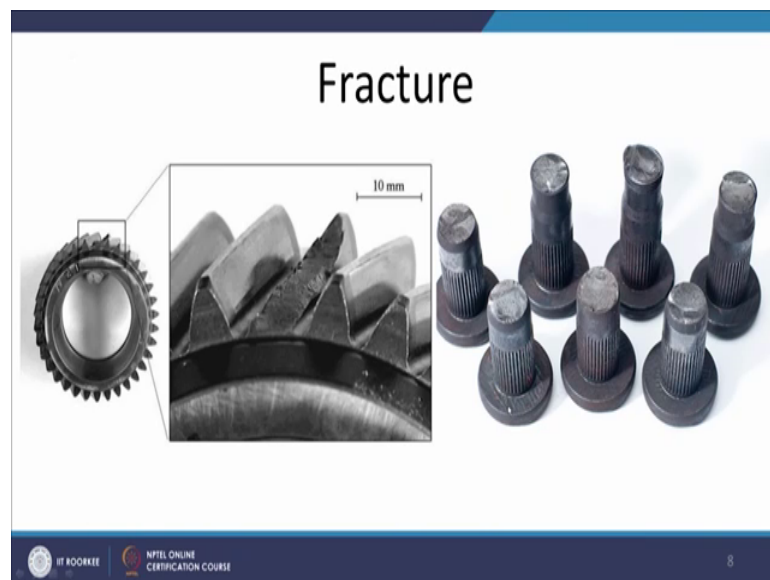 Fracture
10 mm
IIT ROORKEE
NPTEL ONLINE
CERTIFICATION COURSE
8